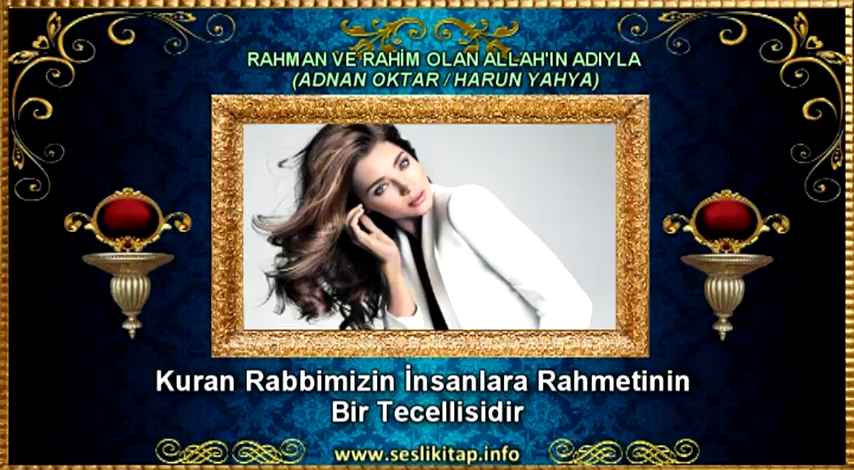 RAHMAN VE RAHİM OLAN ALLAH'IN ADIYLA
(ADNAN OKTAR / HARUN YAHYA)
Kuran Rabbimizin İnsanlara Rahmetinin
Bir Tecellisidir
www.seslikitap.info